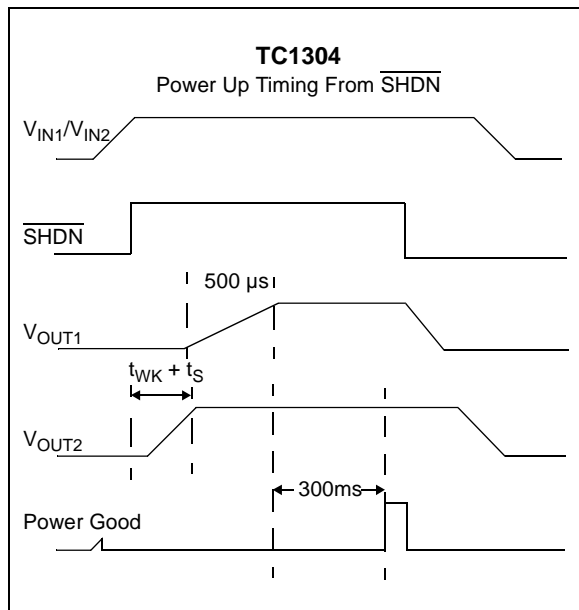 TC1304
Power Up Timing From SHDN
VIN1/VIN2
SHDN
500 µs
VOUT1
tWK + tS
VOUT2
300ms
Power Good